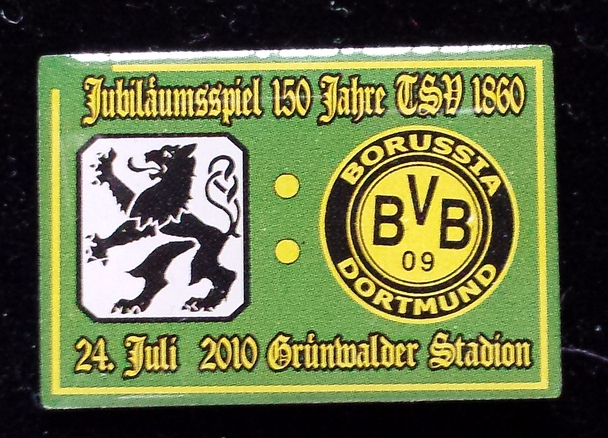 Jubiläumsspiel 150 Jahre TSV 1860
BORUSSIA
BVB
09
DORTMUND
24. Juli 2010 Grünwalder Stadion